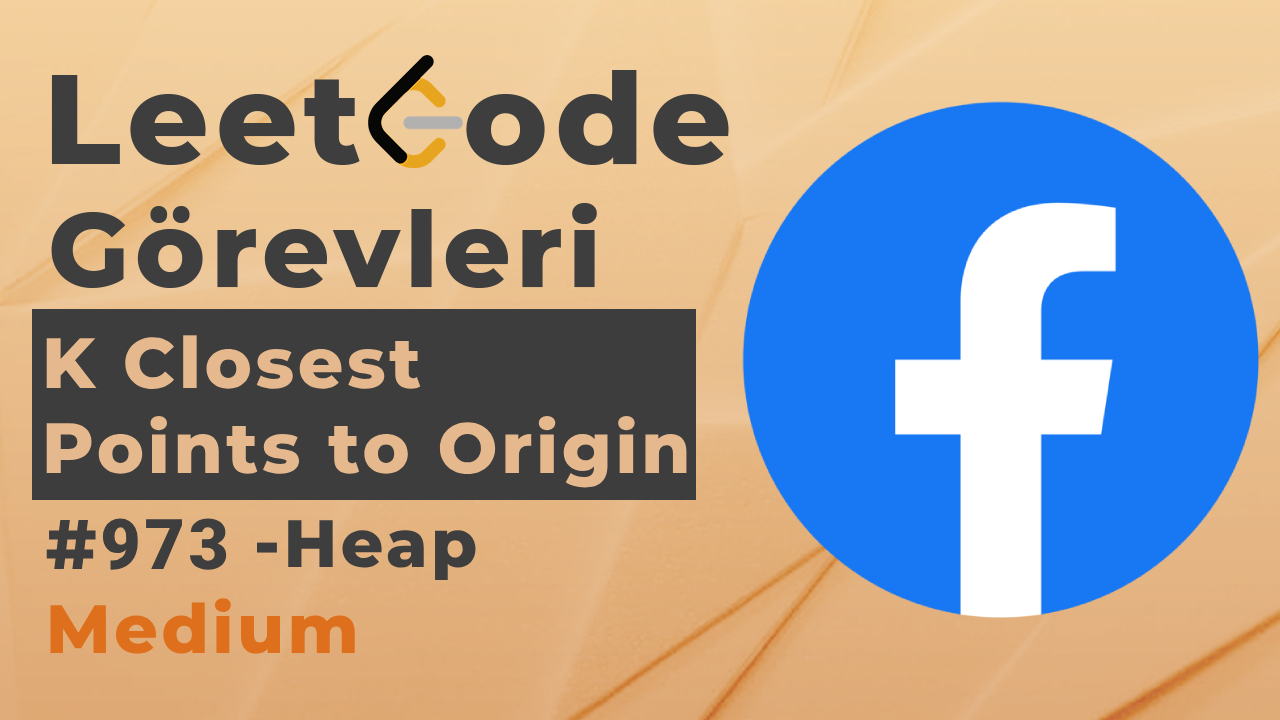 LeetCode
Görevleri
K Closest
Points to Origin
#973 -Heap
Medium